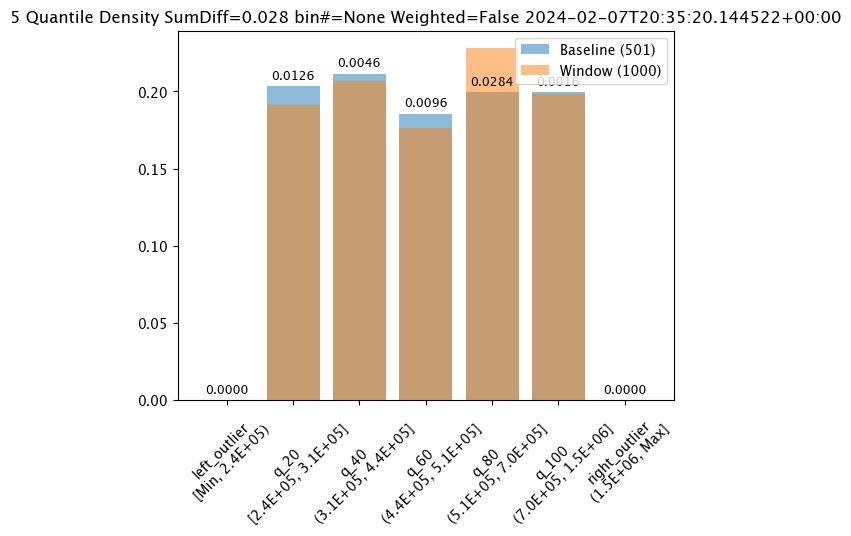 5 Quantile Density SumDiff=0.028 bin#=None Weighted=False 2024-02-07T20:35:20.144522+00:00
Baseline (501)
Window (1000)
0.0000
0.0126
0.0046
0.0096
0.0284
0.0016
0.0000
0.20
0.15
0.10
0.05
0.00
left_outlier
[Min, 2.4E+05)
q_20
[2.4E+05, 3.1E+05]
q_40
(3.1E+05, 4.4E+05]
q_60
(4.4E+05, 5.1E+05]
q_80
(5.1E+05, 7.0E+05]
q_100
(7.0E+05, 1.5E+06]
right_outlier
(1.5E+06, Max]